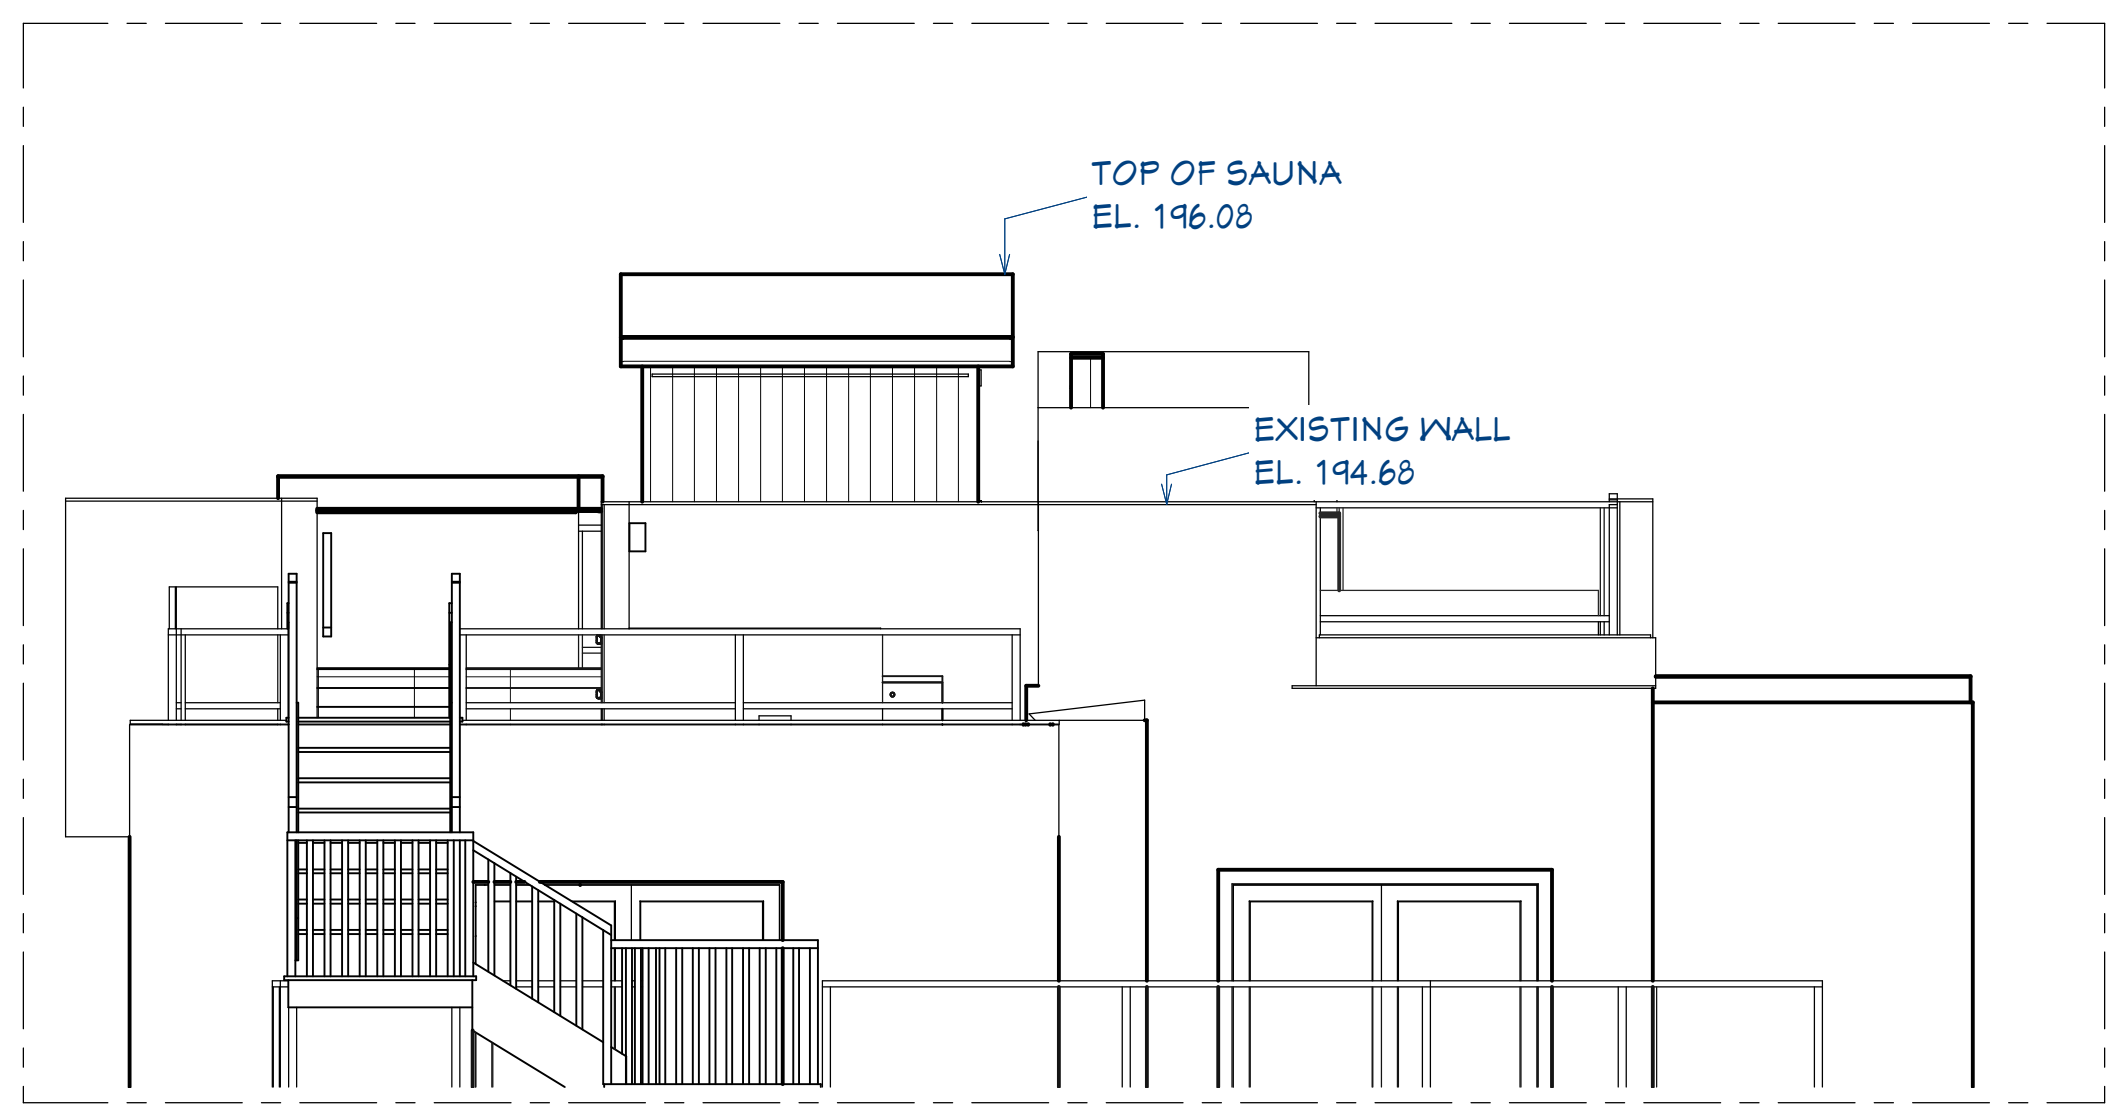 TOP OF SAUNA
EL. 196.08
EXISTING WALL
EL. 194.68